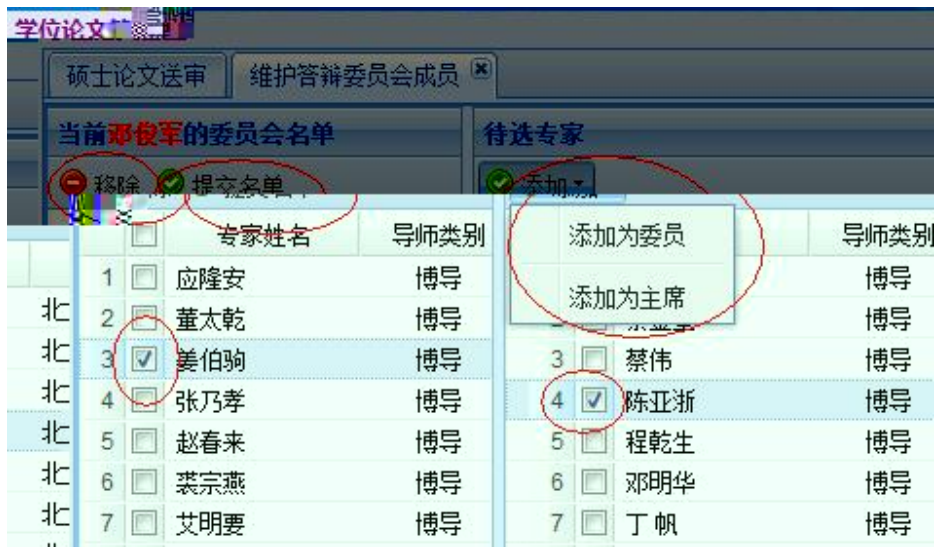 学位论文
硕士论文送审 维护答辩委员会成员
当前邓俊军的委员会名单 待选专家
移除 提交名单 添加
专家姓名 导师类别 导师类别
添加为委员
1 应隆安 博导 博导
添加为主席
北 2 董太乾 博导 博导
北 3 姜伯驹 博导 3 蔡伟 博导
北 4 张乃孝 博导 4 陈亚浙 博导
北 5 赵春来 博导 5 程乾生 博导
北 6 裘宗燕 博导 6 邓明华 博导
北 7 艾明要 博导 7 丁帆 博导